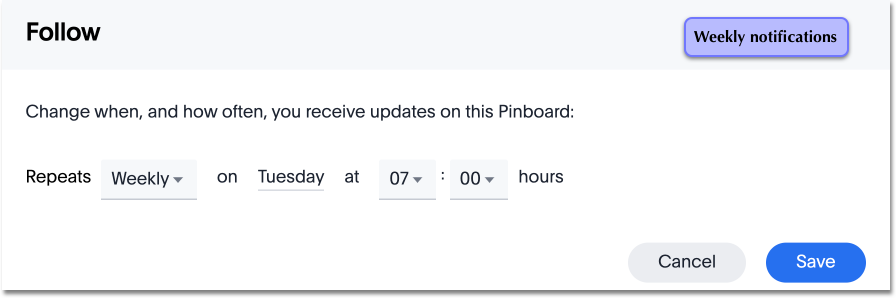 Follow
Weekly notifications
Change when, and how often, you receive updates on this Pinboard:
Repeats Weekly on Tuesday at 07 : 00 hours
Cancel Save